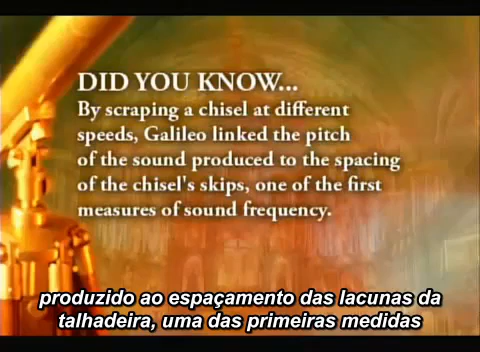 DID YOU KNOW...
By scraping a chisel at different
speeds, Galileo linked the pitch
of the sound produced to the spacing
of the chisel's skips, one of the first
measures of sound frequency.
produzido ao espaçamento das lacunas da
talhadeira, uma das primeiras medidas